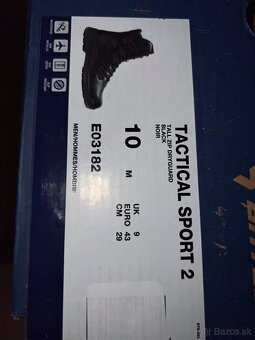 TACTICAL SPORT 2
TALL ZIP DRYGUARD
BLACK
NOIR
10 M
UK 9
EURO 43
CM 29
E03182
MEN/HOMMES/HOMBRE
Bazos.sk